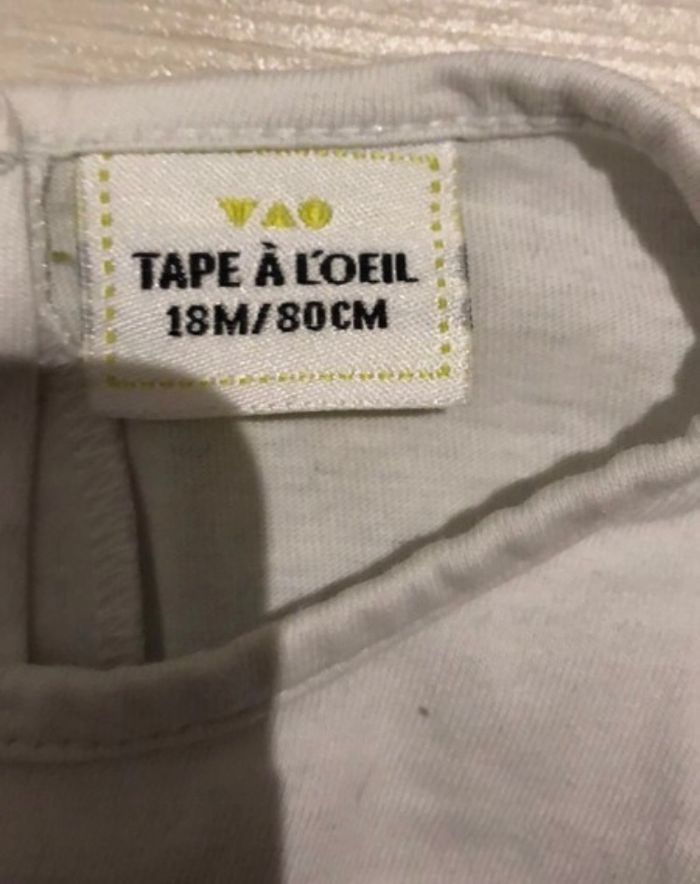 TAO
TAPE À L'OEIL
18M/80CM